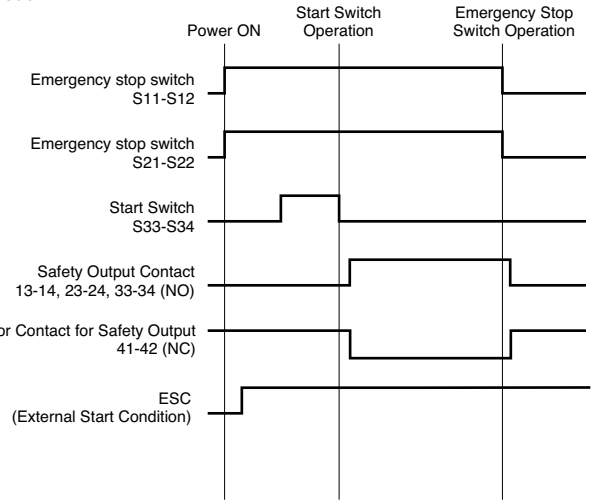 Power ON
Start Switch
Operation
Emergency Stop
Switch Operation
Emergency stop switch
S11-S12
Emergency stop switch
S21-S22
Start Switch
S33-S34
Safety Output Contact
13-14, 23-24, 33-34 (NO)
or Contact for Safety Output
41-42 (NC)
ESC
(External Start Condition)